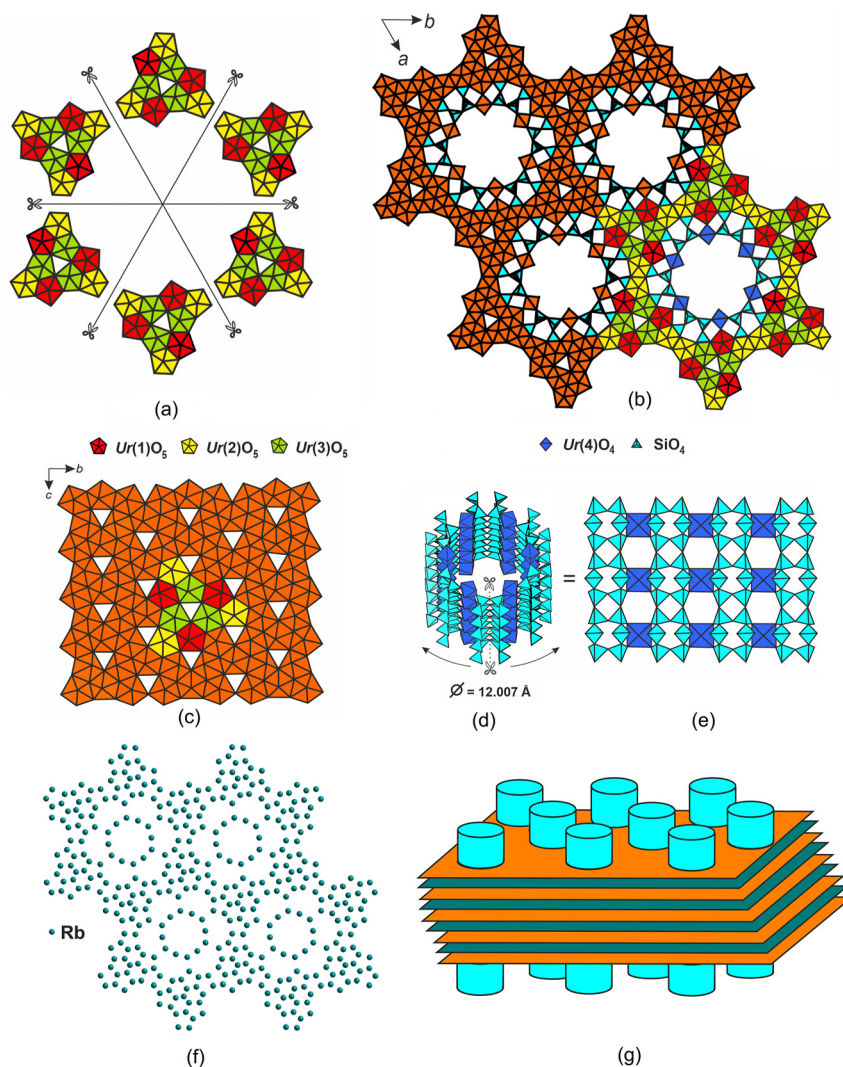 b
a
(a)
(b)
Ur(1)O5 Ur(2)O5 Ur(3)O5 Ur(4)O4 SiO4
b
c
=
Ø = 12.007 Å
(c)
(d)
(e)
Rb
(f)
(g)